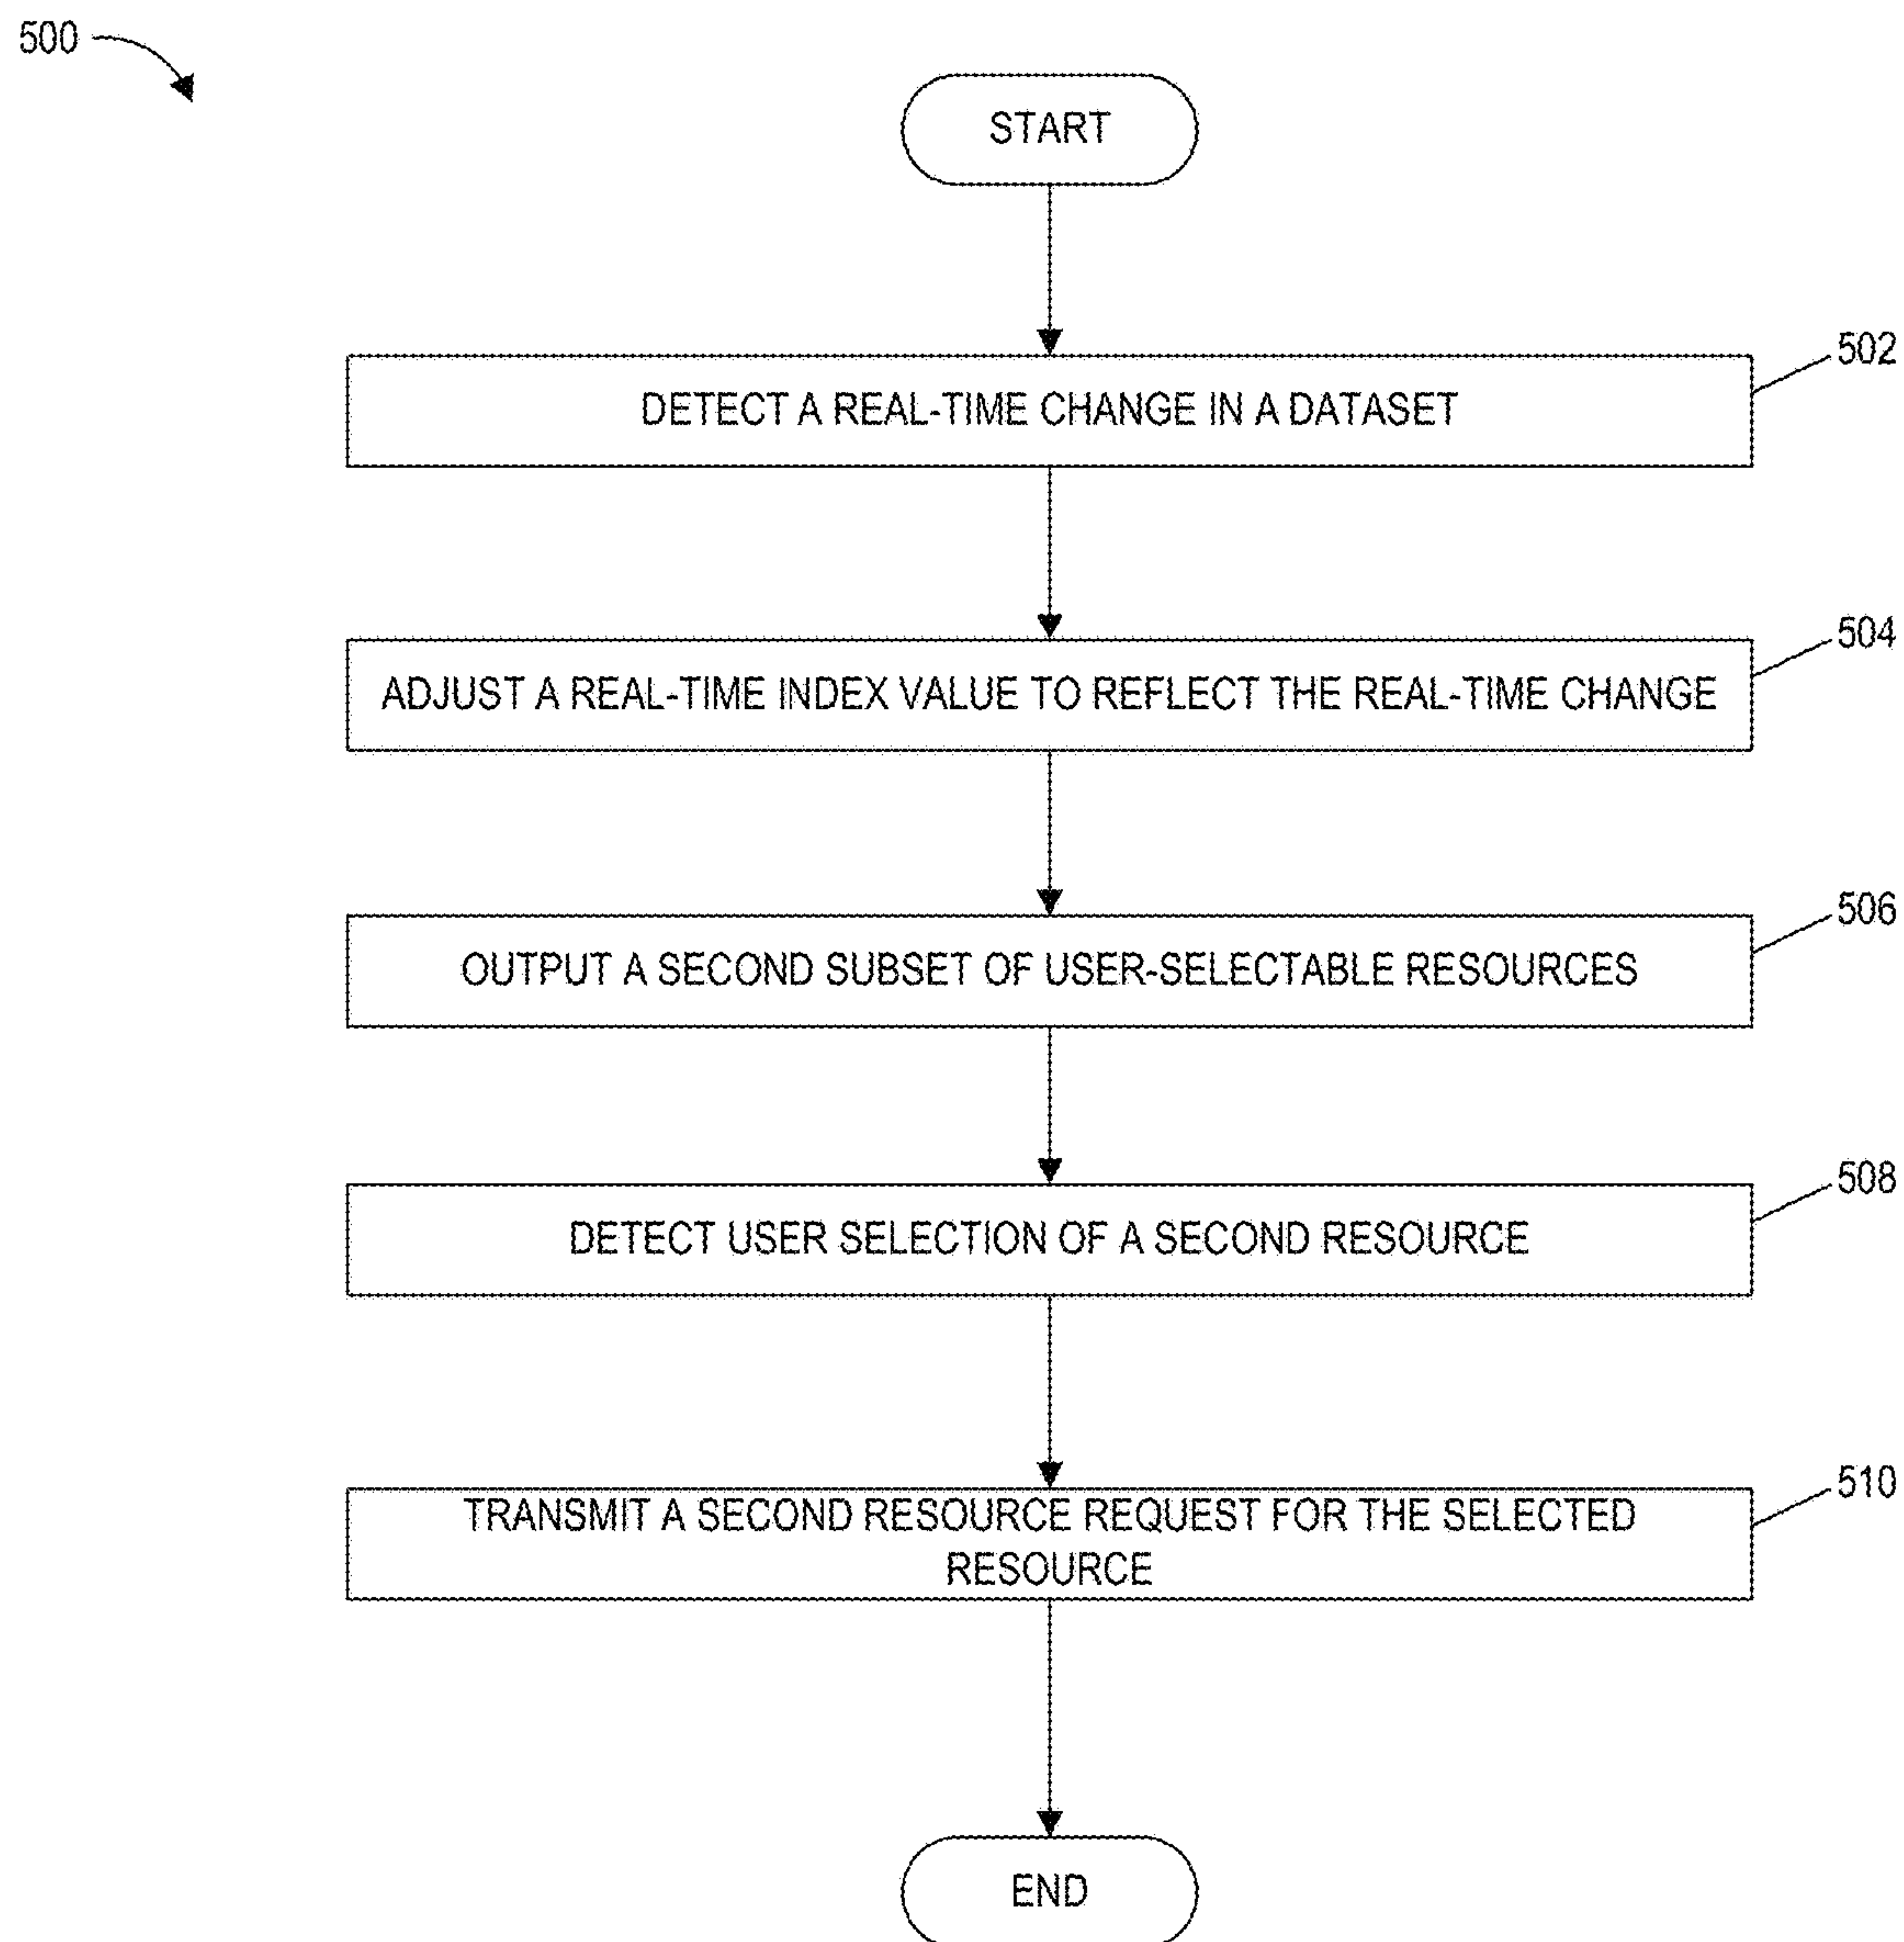 500
START
502
DETECT A REAL-TIME CHANGE IN A DATASET
504
ADJUST A REAL-TIME INDEX VALUE TO REFLECT THE REAL-TIME CHANGE
506
OUTPUT A SECOND SUBSET OF USER-SELECTABLE RESOURCES
508
DETECT USER SELECTION OF A SECOND RESOURCE
510
TRANSMIT A SECOND RESOURCE REQUEST FOR THE SELECTED
RESOURCE
END